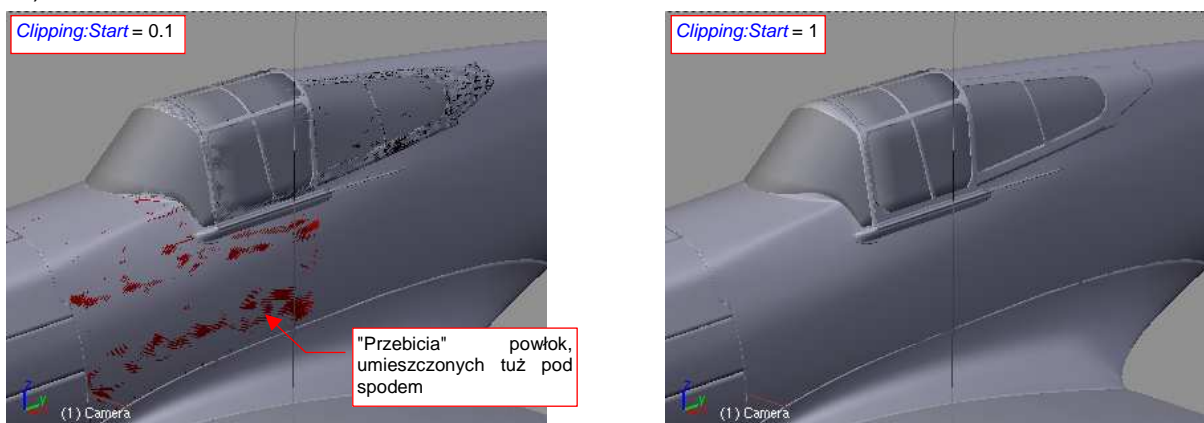 Clipping:Start = 0.1
Clipping:Start = 1
"Przebicia" powłok,
umieszczonych tuż pod
spodem
z
y
(1) Camera
z
y
(1) Camera